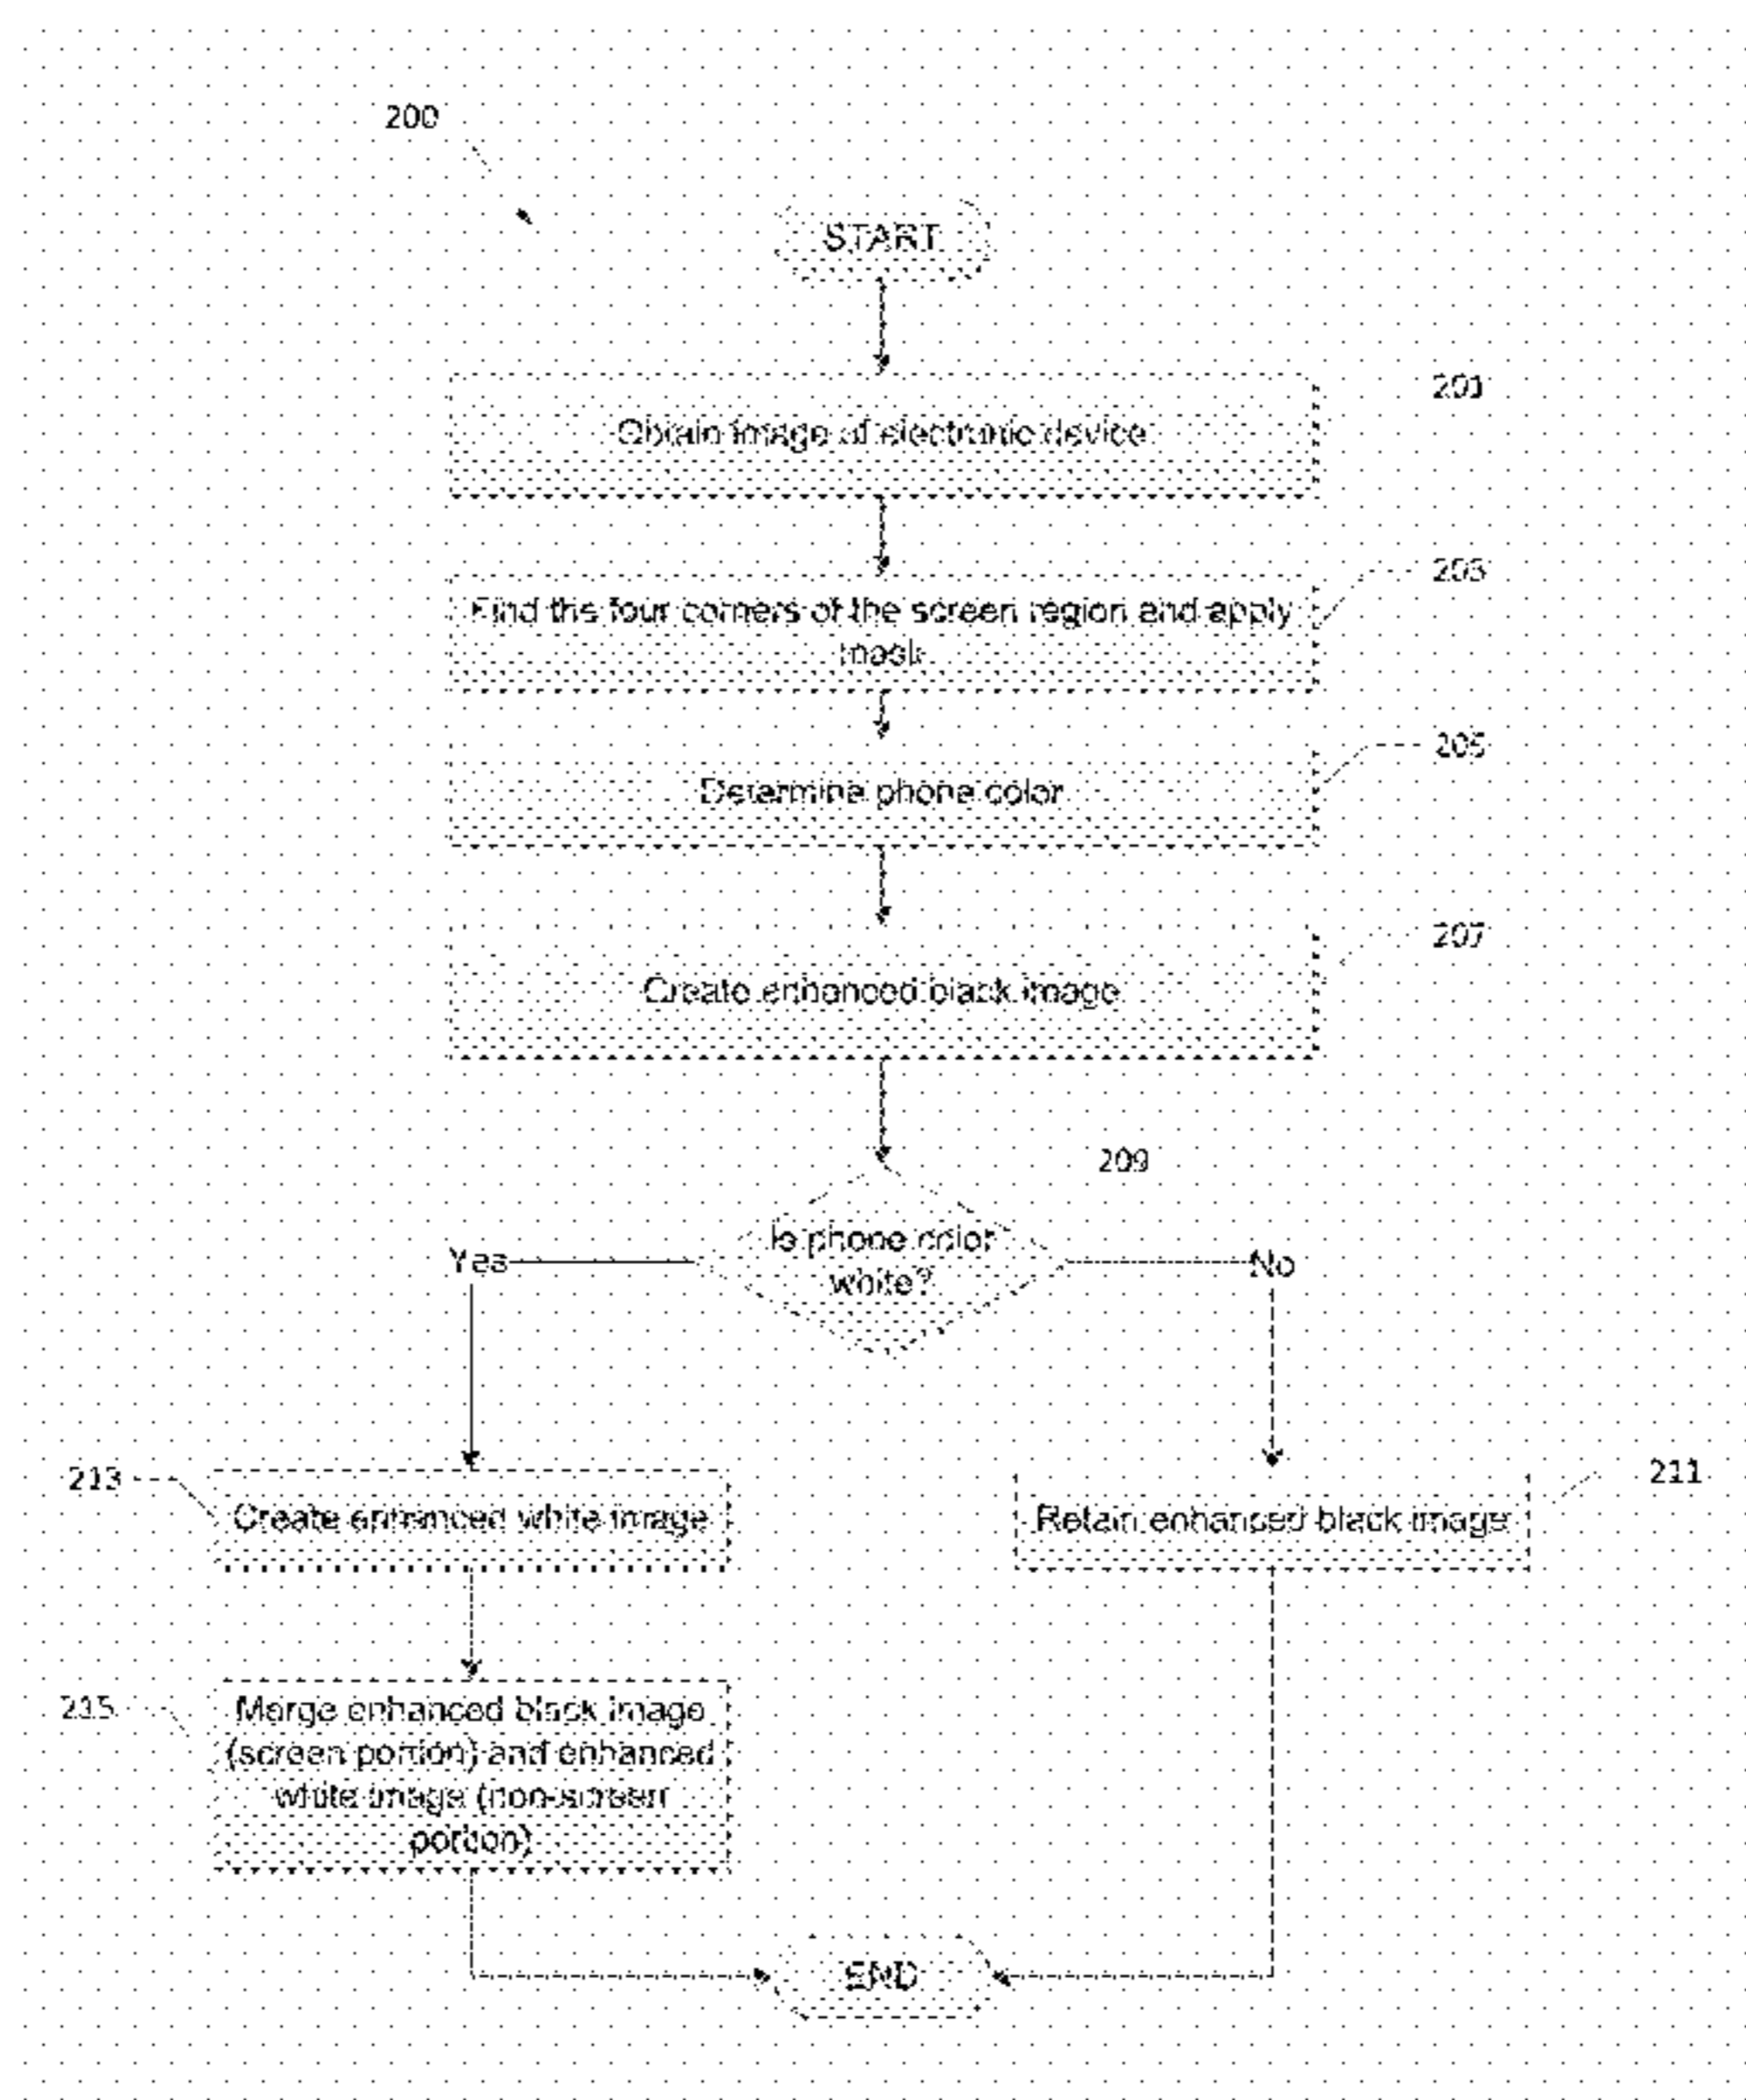 200
START
201
Obtain image of electronic device
203
Find the four corners of the screen region and apply
mask
205
Determine phone color
207
Create enhanced black image
209
Is phone color
white?
Yes
No
213
Create enhanced white image
211
Retain enhanced black image
215
Merge enhanced black image
(screen portion) and enhanced
white image (non-screen
portion)
END